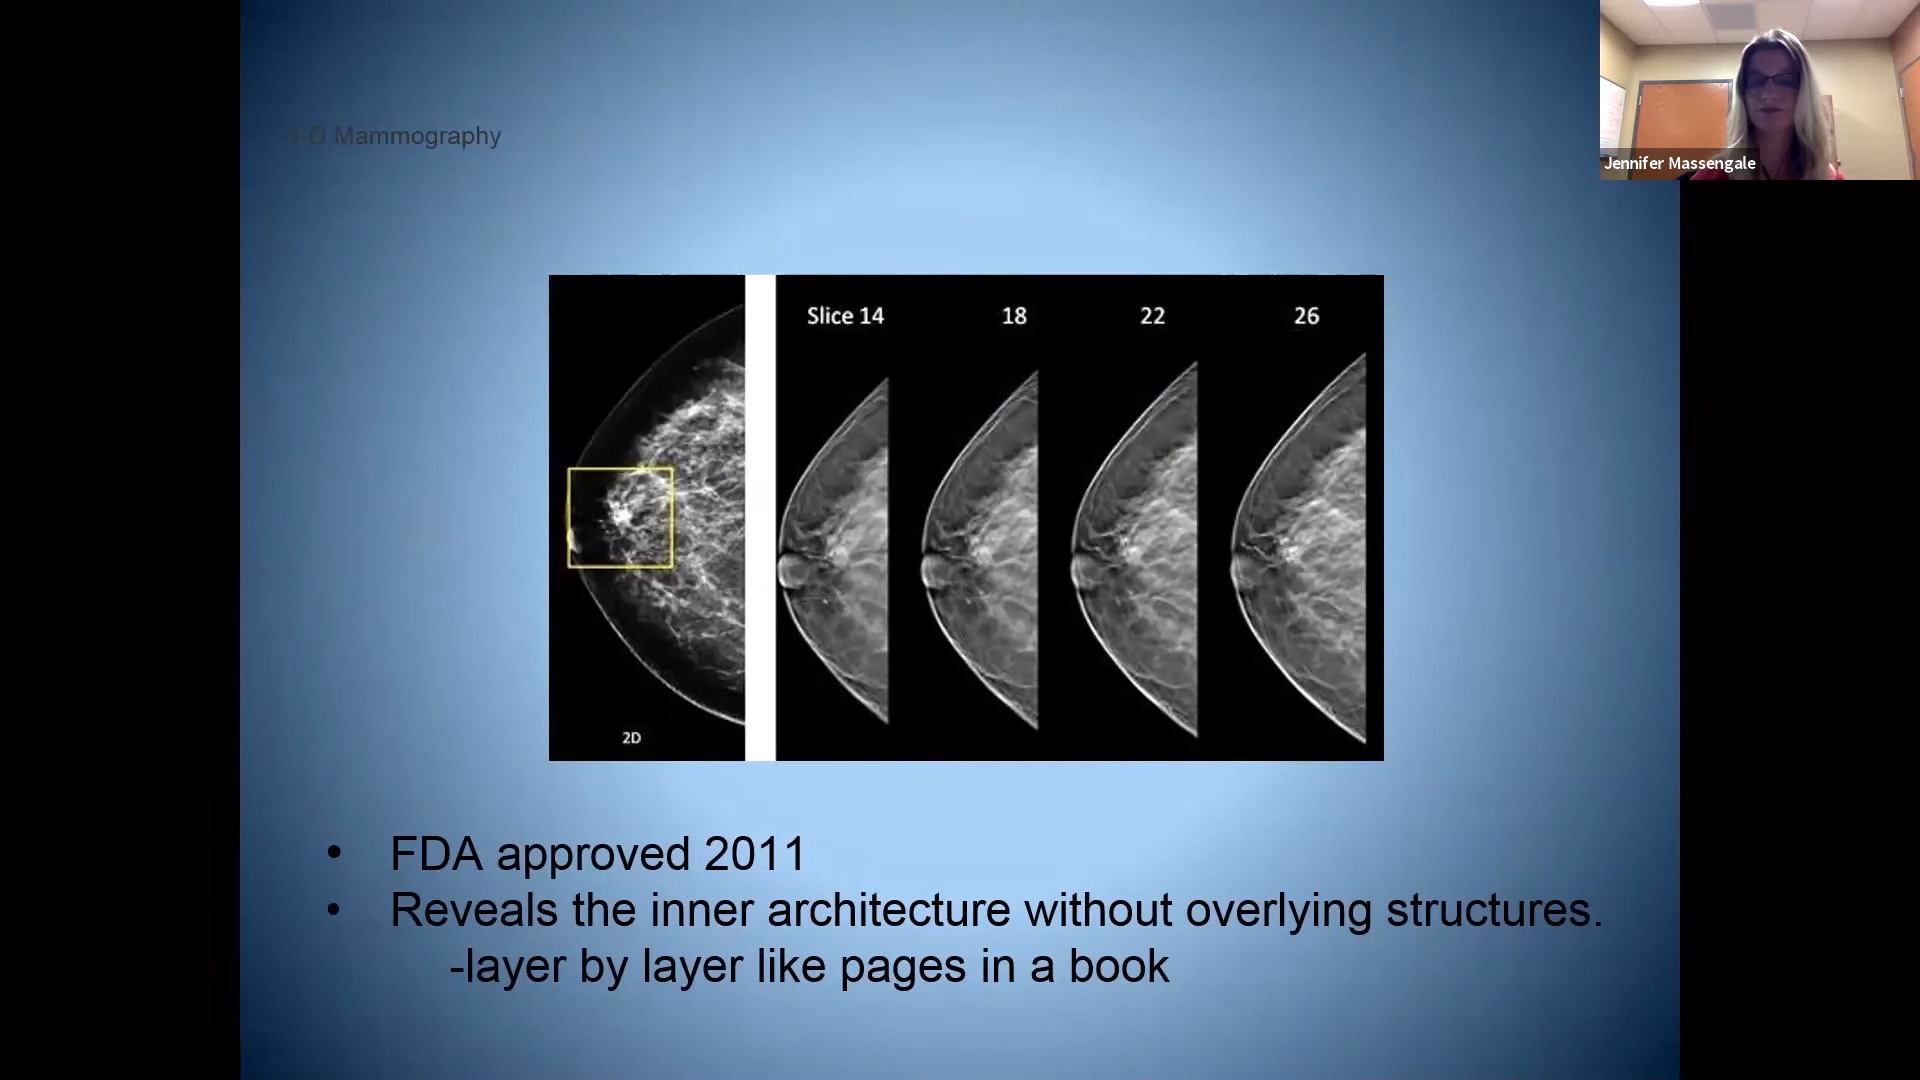 3-D Mammography
Jennifer Massengale
Slice 14 18 22 26
2D
• FDA approved 2011
• Reveals the inner architecture without overlying structures.
-layer by layer like pages in a book